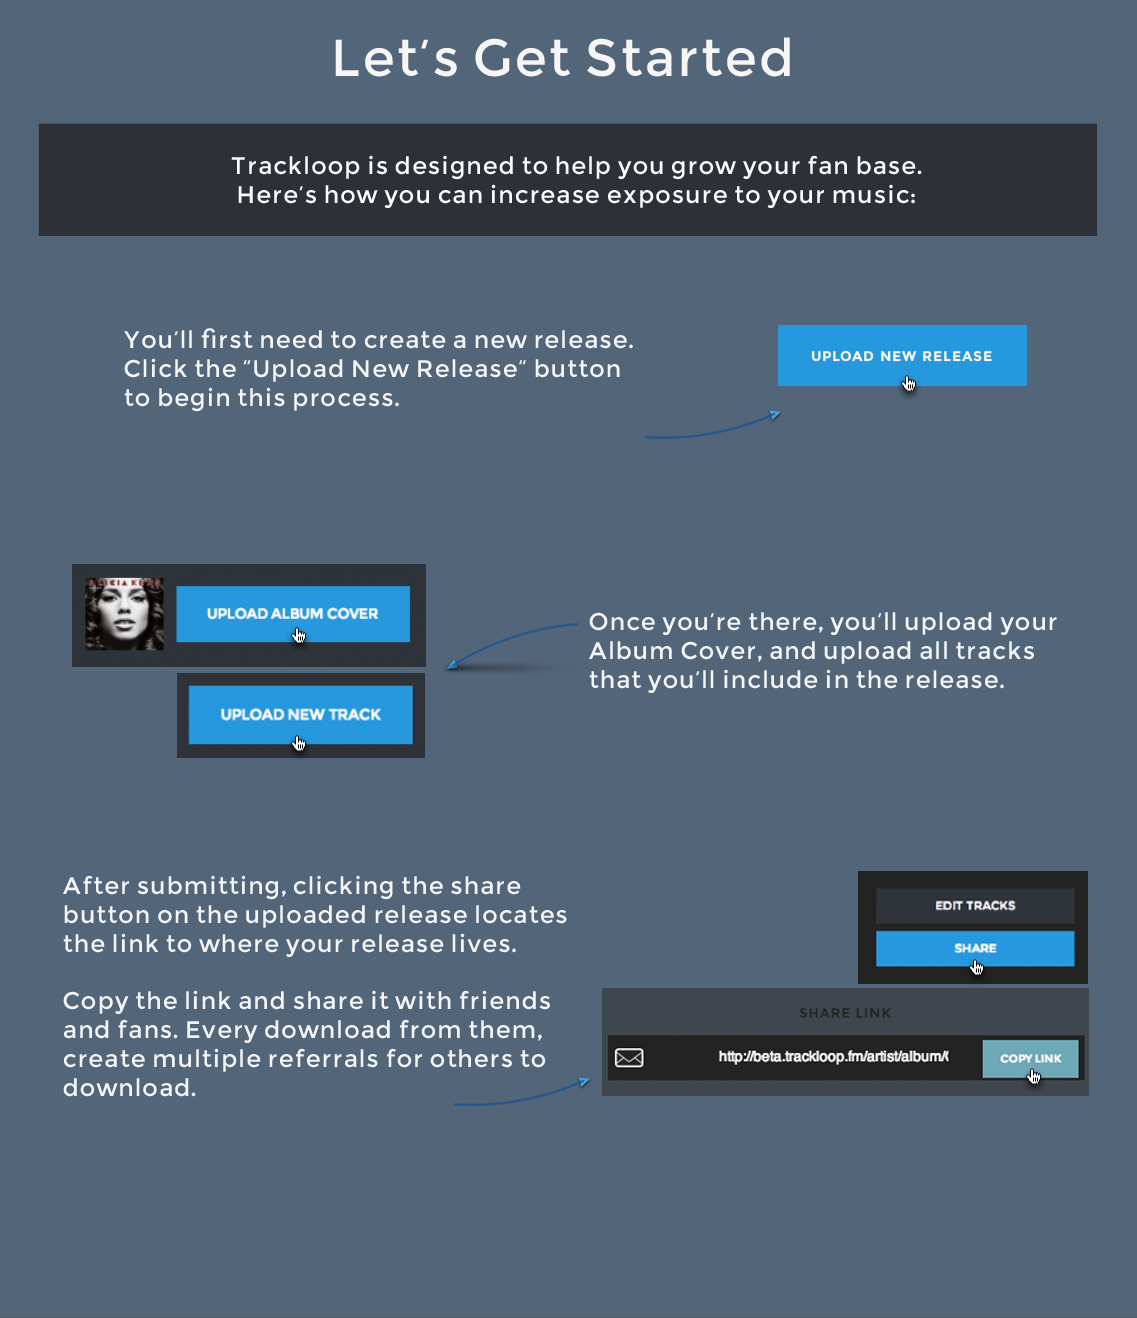 Let's Get Started
Trackloop is designed to help you grow your fan base.
Here's how you can increase exposure to your music:
You'll first need to create a new release.
Click the "Upload New Release" button
to begin this process.
UPLOAD NEW RELEASE
ALICIA KEYS
UPLOAD ALBUM COVER
UPLOAD NEW TRACK
Once you're there, you'll upload your
Album Cover, and upload all tracks
that you'll include in the release.
After submitting, clicking the share
button on the uploaded release locates
the link to where your release lives.
Copy the link and share it with friends
and fans. Every download from them,
create multiple referrals for others to
download.
EDIT TRACKS
SHARE
SHARE LINK
http://beta.trackloop.fm/artist/album/
COPY LINK